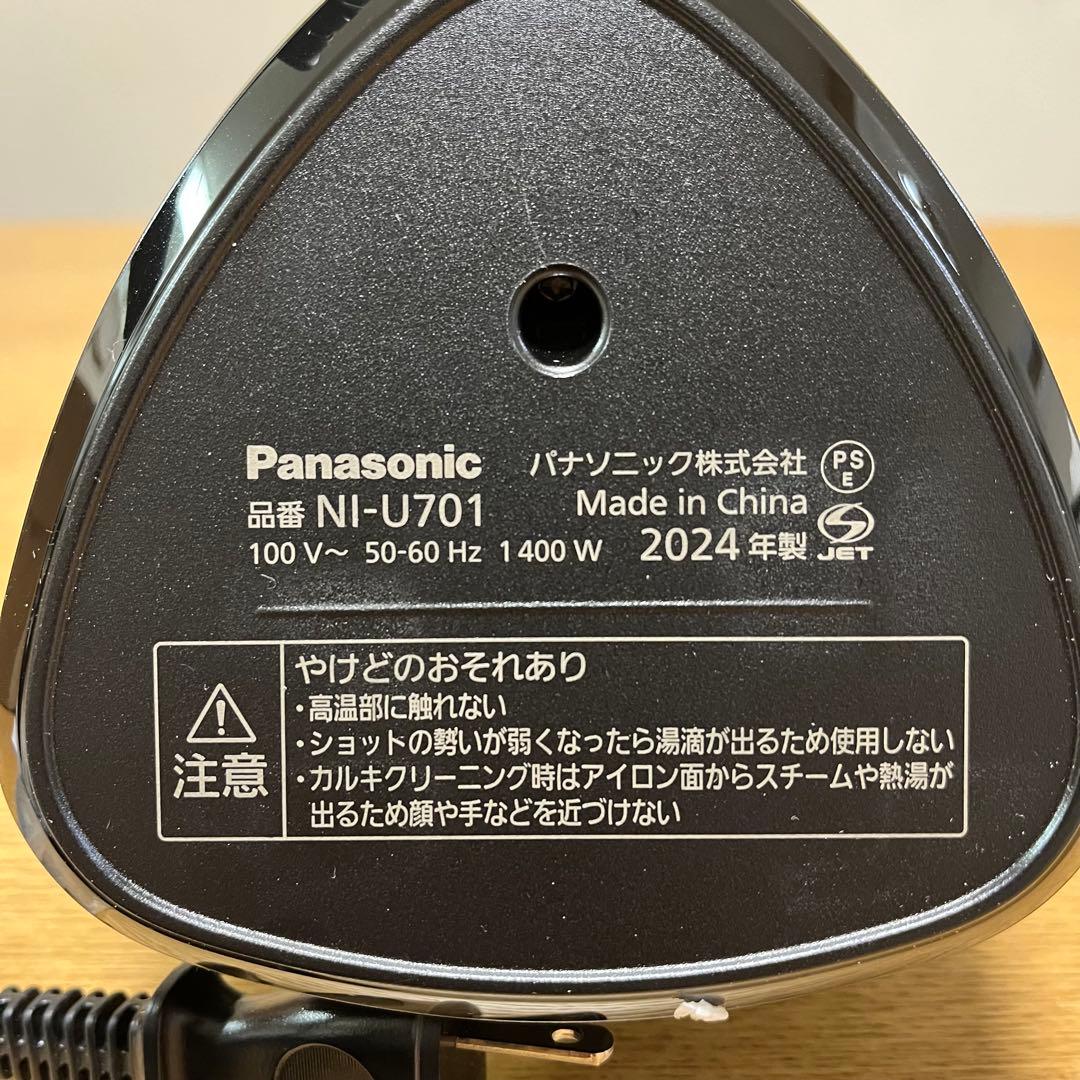 Panasonic パナソニック株式会社 PS E
品番 NI-U701 Made in China
100 V～ 50-60 Hz 1400 W 2024 年製 JET
やけどのおそれあり
・高温部に触れない
・ショットの勢いが弱くなったら湯滴が出るため使用しない
注意
・カルキクリーニング時はアイロン面からスチームや熱湯が
出るため顔や手などを近づけない